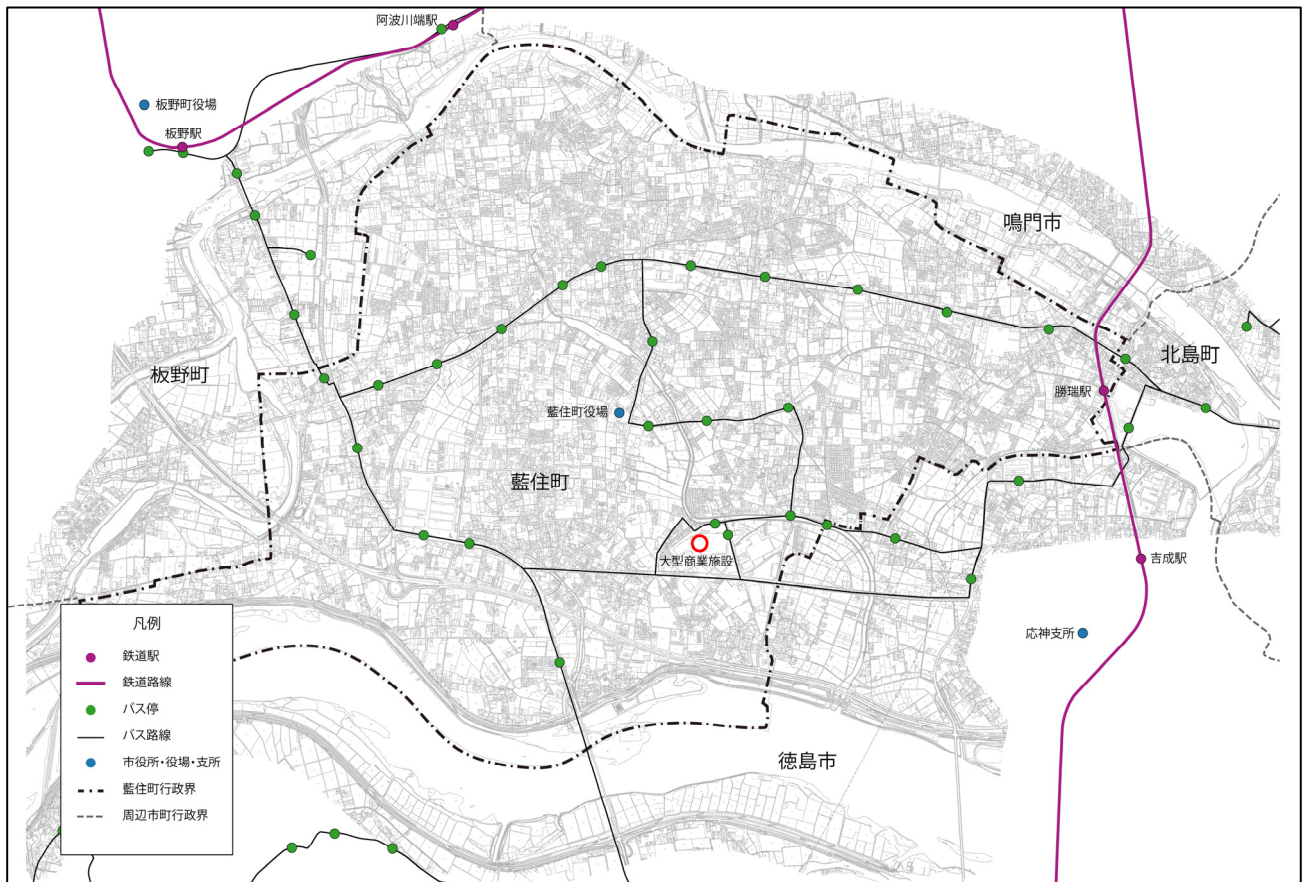 阿波川端駅
板野町役場
板野駅
鳴門市
北島町
板野町
勝瑞駅
藍住町役場
藍住町
大型商業施設
吉成駅
応神支所
徳島市
凡例
鉄道駅
鉄道路線
バス停
バス路線
市役所・役場・支所
藍住町行政界
周辺市町行政界